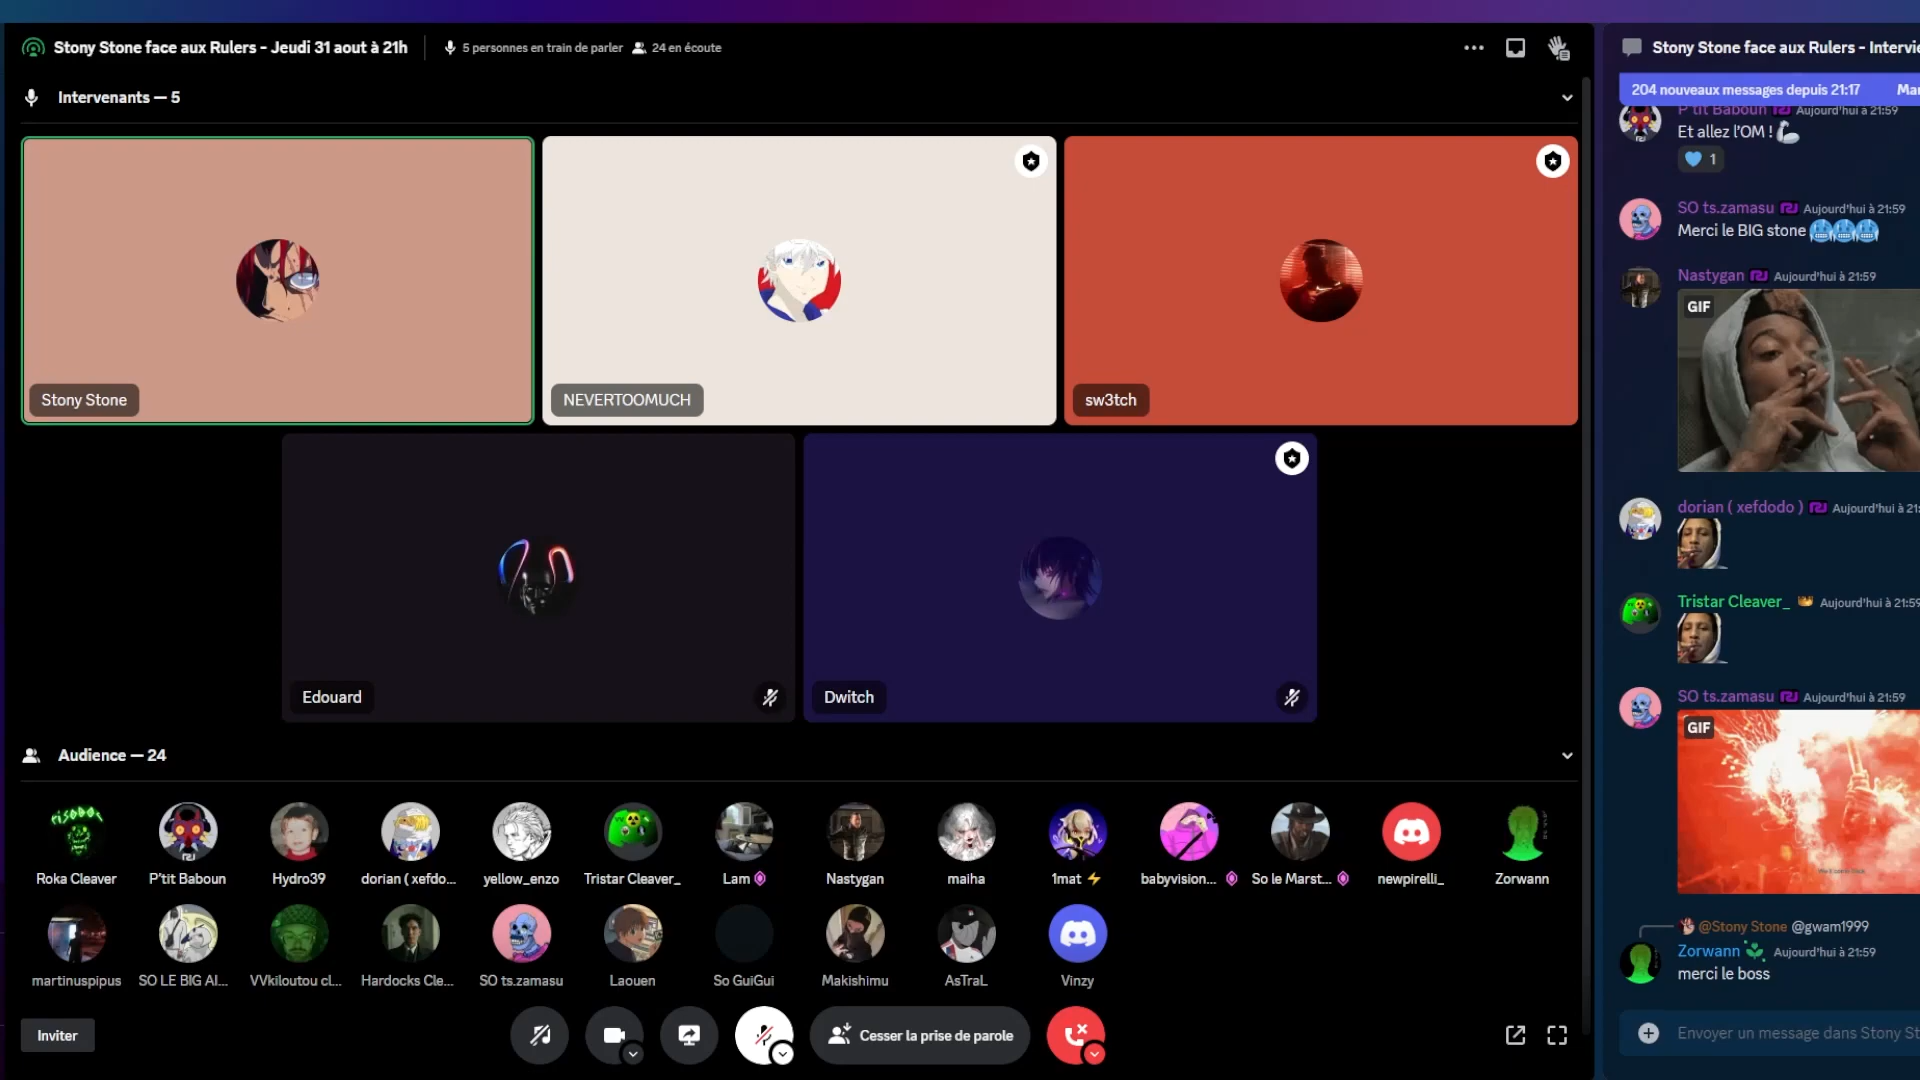 Stony Stone face aux Rulers - Jeudi 31 aout à 21h
5 personnes en train de parler
24 en écoute
Intervenants — 5
Stony Stone
NEVERTOOMUCH
sw3tch
Edouard
Dwitch
Audience — 24
Roka Cleaver
P'tit Baboun
Hydro39
dorian ( xefdo...
yellow_enzo
Tristar Cleaver_
Lam
Nastygan
maiha
1mat
babyvision...
So le Marst...
newpirelli_
Zorwann
martinuspipus
SO LE BIG AI...
VVkiloutou cl...
Hardocks Cle...
SO ts.zamasu
Laouen
So GuiGui
Makishimu
AsTraL
Vinzy
Inviter
Cesser la prise de parole
Stony Stone face aux Rulers - Intervie
204 nouveaux messages depuis 21:17
Mar
P'tit Baboun Aujourd'hui à 21:59
Et allez l'OM !
1
SO ts.zamasu Aujourd'hui à 21:59
Merci le BIG stone
Nastygan Aujourd'hui à 21:59
GIF
dorian ( xefdodo ) Aujourd'hui à 21:
Tristar Cleaver_ Aujourd'hui à 21:59
SO ts.zamasu Aujourd'hui à 21:59
GIF
@Stony Stone @gwam1999
Zorwann Aujourd'hui à 21:59
merci le boss
Envoyer un message dans Stony St